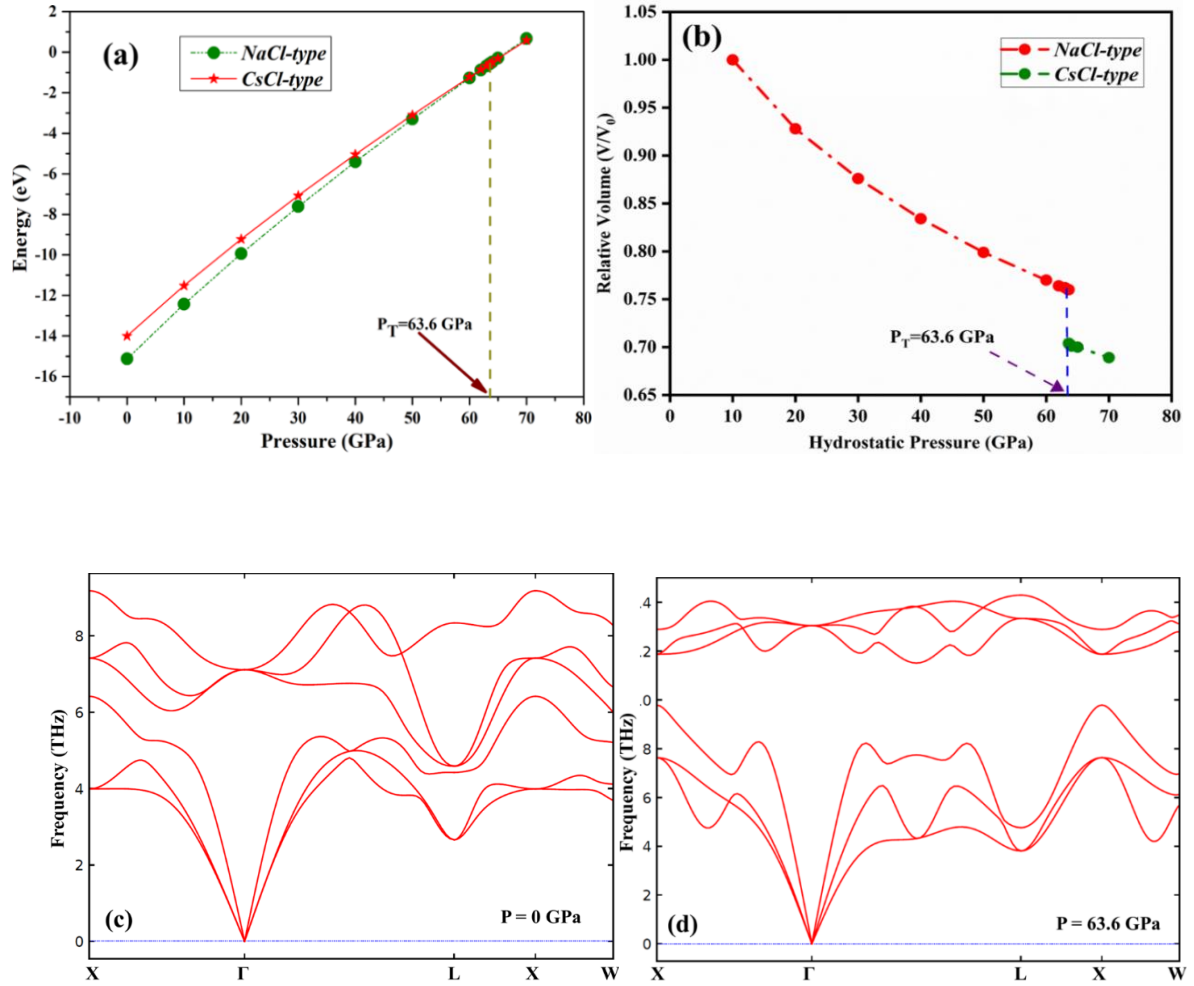 (a)
NaCl-type
CsCl-type
2
0
-2
-4
-6
-8
-10
-12
-14
-16
Energy (eV)
P_T=63.6 GPa
-10 0 10 20 30 40 50 60 70 80
Pressure (GPa)
(b)
NaCl-type
CsCl-type
1.05
1.00
0.95
0.90
0.85
0.80
0.75
0.70
0.65
Relative Volume (V/V₀)
P_T=63.6 GPa
0 10 20 30 40 50 60 70 80
Hydrostatic Pressure (GPa)
8
6
4
2
0
Frequency (THz)
(c)
P = 0 GPa
X Γ L X W
.4
.2
.0
8
6
4
2
0
Frequency (THz)
(d)
P = 63.6 GPa
X Γ L X W